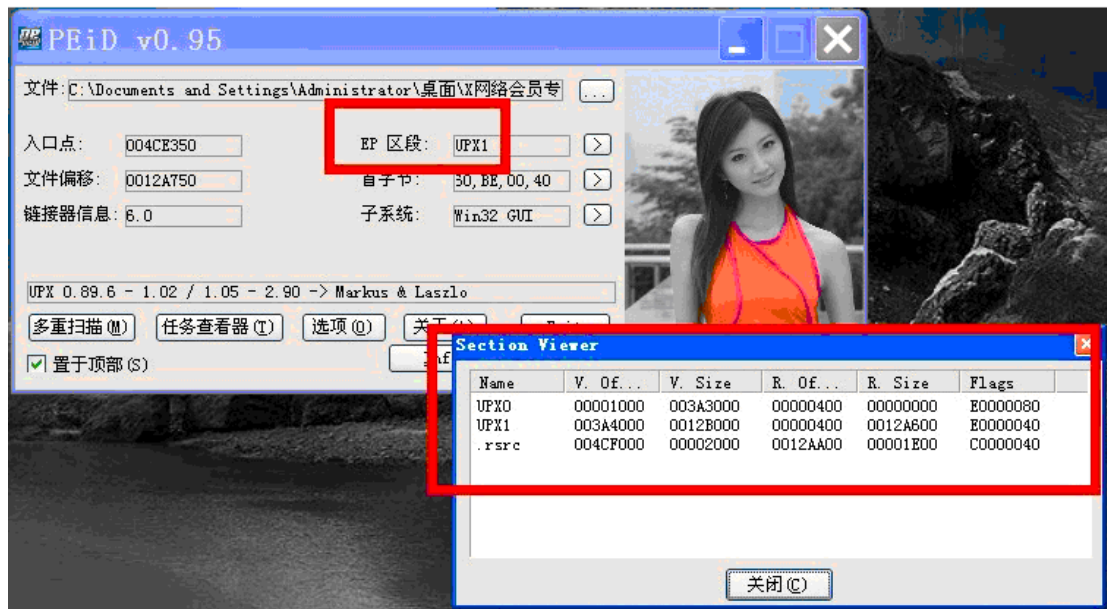 PEiD v0.95
文件: C:\Documents and Settings\Administrator\桌面\X网络会员专 ...
入口点: 004CE350 EP 区段: UPX1 >
文件偏移: 0012A750 首字节: 60,BE,00,40 >
链接器信息: 6.0 子系统: Win32 GUI >
UPX 0.89.6 - 1.02 / 1.05 - 2.90 -> Markus & Laszlo
多重扫描(M) 任务查看器(T) 选项(O)
置于顶部(S)
Section Viewer
Name V. Of... V. Size R. Of... R. Size Flags
UPX0 00001000 003A3000 00000400 00000000 E0000080
UPX1 003A4000 0012B000 00000400 0012A600 E0000040
.rsrc 004CF000 00002000 0012AA00 00001E00 C0000040
关闭(C)